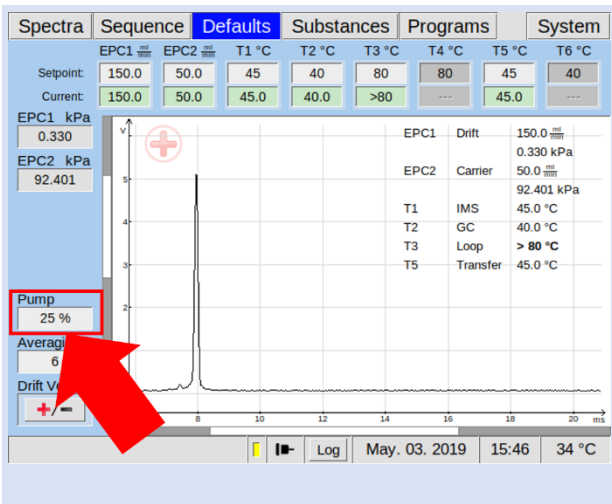 Spectra Sequence Defaults Substances Programs System
EPC1 ml/min EPC2 ml/min T1 °C T2 °C T3 °C T4 °C T5 °C T6 °C
Setpoint: 150.0 50.0 45 40 80 80 45 40
Current: 150.0 50.0 45.0 40.0 >80 --- 45.0 ---
EPC1 kPa
0.330
EPC2 kPa
92.401
Pump
25 %
6
Drift
+/-
V
5
4
3
2
8 10 12 14 16 18 20 ms
EPC1 Drift 150.0 ml/min
0.330 kPa
EPC2 Carrier 50.0 ml/min
92.401 kPa
T1 IMS 45.0 °C
T2 GC 40.0 °C
T3 Loop > 80 °C
T5 Transfer 45.0 °C
Log May. 03. 2019 15:46 34 °C